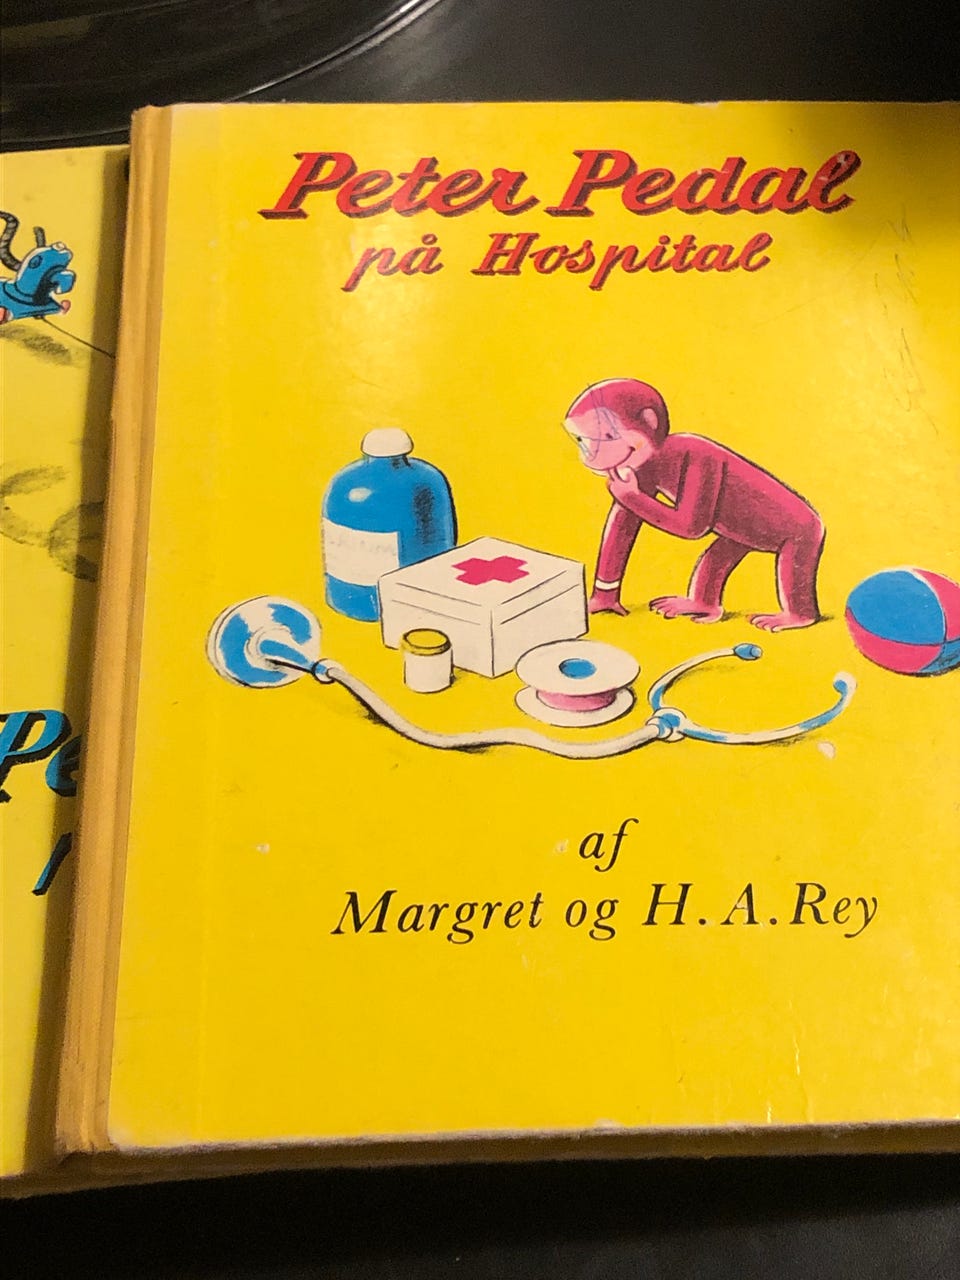 Peter Pedal
på Hospital
af
Margret og H. A. Rey